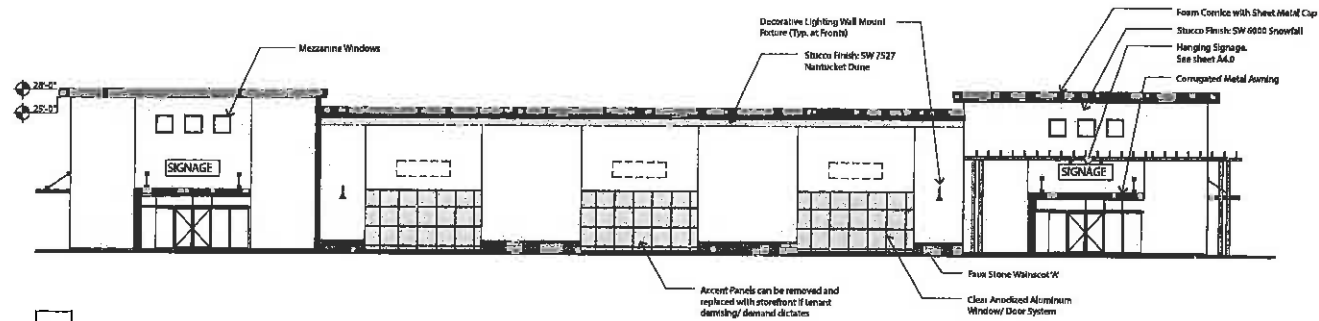 Mezzanine Windows
Decorative Lighting Wall Mount
Fixture (Typ. at Fronts)
Stucco Finish: SW 7527
Nantucket Dune
Foam Cornice with Sheet Metal Cap
Stucco Finish: SW 6000 Snowfall
Hanging Signage.
See sheet A4.0
Corrugated Metal Awning
28'-0"
25'-0"
SIGNAGE
SIGNAGE
Accent Panels can be removed and
replaced with storefront if tenant
demising/ demand dictates
Faux Stone Wainscot 'A'
Clear Anodized Aluminum
Window/ Door System